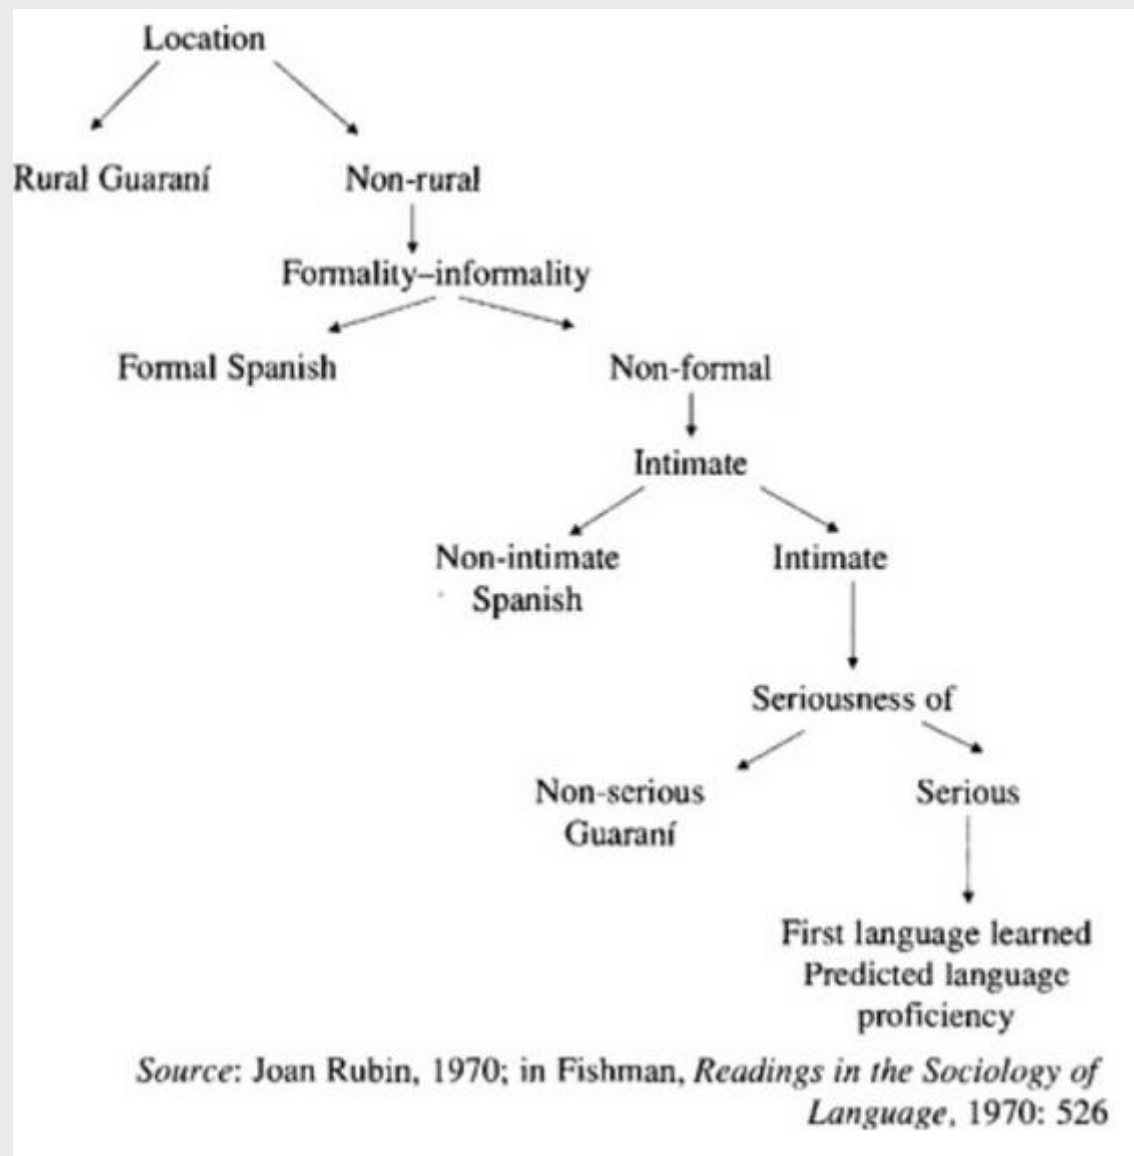 Location
Rural Guaraní Non-rural
Formality–informality
Formal Spanish Non-formal
Intimate
Non-intimate Intimate
Spanish
Seriousness of
Non-serious Serious
Guaraní
First language learned
Predicted language
proficiency
Source: Joan Rubin, 1970; in Fishman, Readings in the Sociology of
Language, 1970: 526